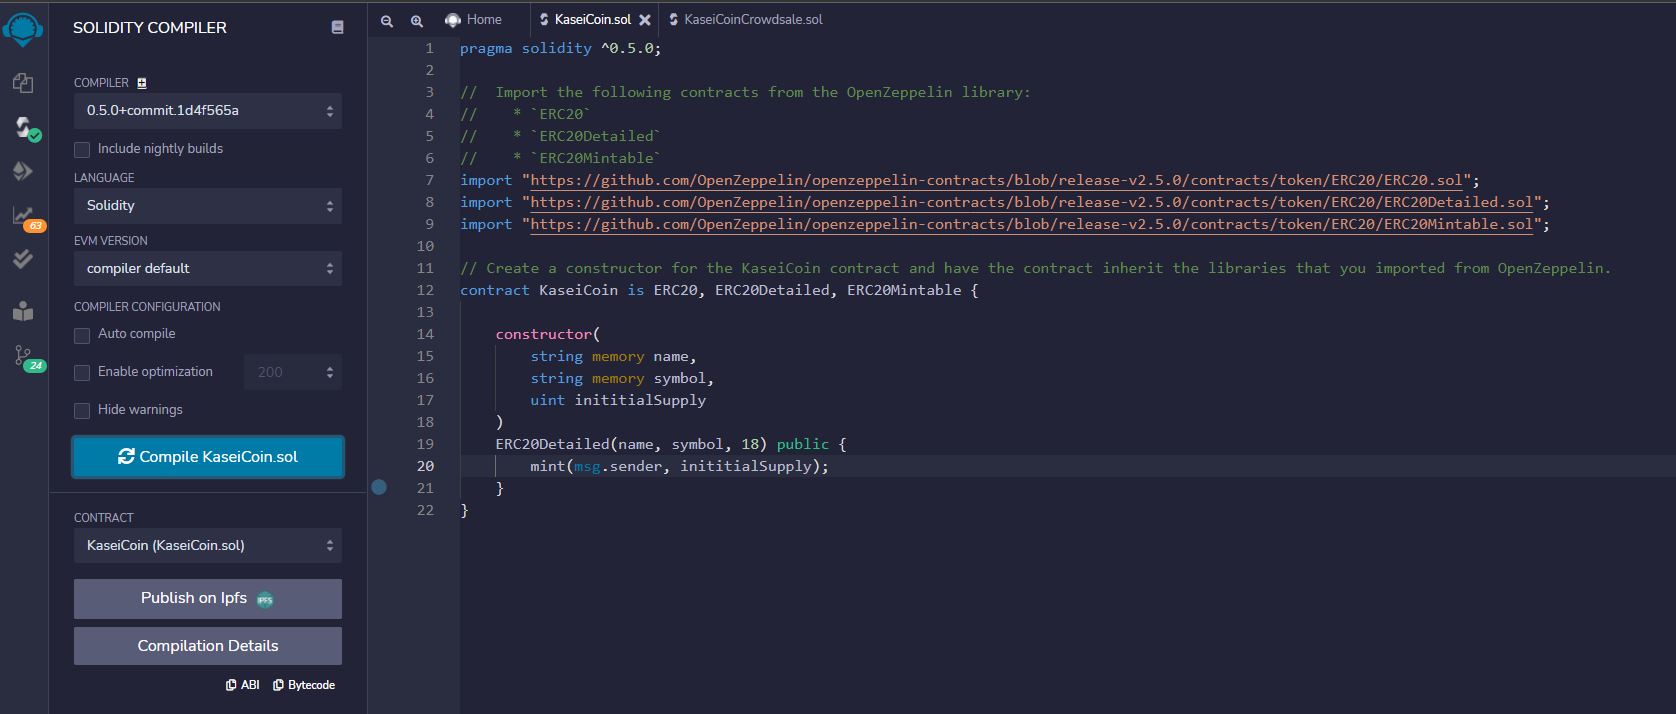 SOLIDITY COMPILER
COMPILER
0.5.0+commit.1d4f565a
Include nightly builds
LANGUAGE
Solidity
EVM VERSION
compiler default
COMPILER CONFIGURATION
Auto compile
Enable optimization 200
Hide warnings
Compile KaseiCoin.sol
CONTRACT
KaseiCoin (KaseiCoin.sol)
Publish on Ipfs IPFS
Compilation Details
ABI Bytecode
63
24
Home KaseiCoin.sol KaseiCoinCrowdsale.sol
1 pragma solidity ^0.5.0;
2
3 //  Import the following contracts from the OpenZeppelin library:
4 //    * `ERC20`
5 //    * `ERC20Detailed`
6 //    * `ERC20Mintable`
7 import "https://github.com/OpenZeppelin/openzeppelin-contracts/blob/release-v2.5.0/contracts/token/ERC20/ERC20.sol";
8 import "https://github.com/OpenZeppelin/openzeppelin-contracts/blob/release-v2.5.0/contracts/token/ERC20/ERC20Detailed.sol";
9 import "https://github.com/OpenZeppelin/openzeppelin-contracts/blob/release-v2.5.0/contracts/token/ERC20/ERC20Mintable.sol";
10
11 // Create a constructor for the KaseiCoin contract and have the contract inherit the libraries that you imported from OpenZeppelin.
12 contract KaseiCoin is ERC20, ERC20Detailed, ERC20Mintable {
13
14     constructor(
15         string memory name,
16         string memory symbol,
17         uint inititialSupply
18     )
19     ERC20Detailed(name, symbol, 18) public {
20         mint(msg.sender, inititialSupply);
21     }
22 }